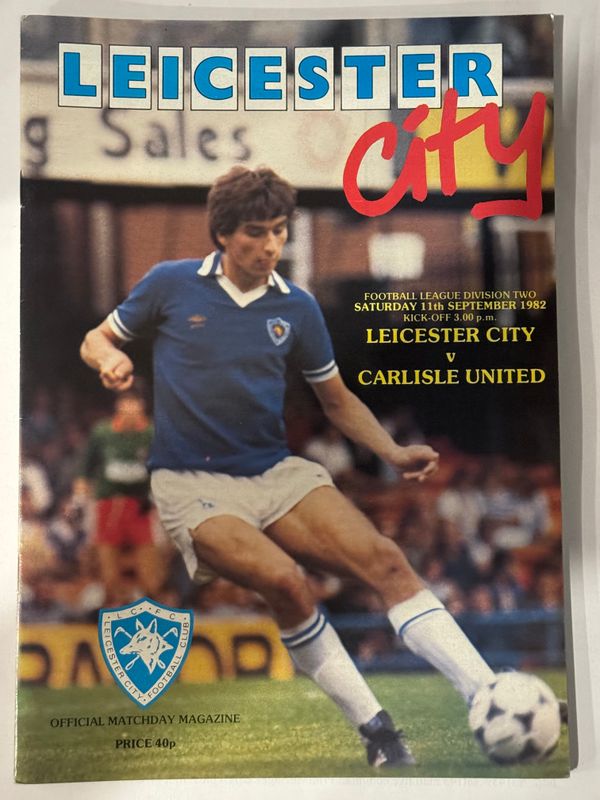 LEICESTER
City
g Sales
FOOTBALL LEAGUE DIVISION TWO
SATURDAY 11th SEPTEMBER 1982
KICK-OFF 3.00 p.m.
LEICESTER CITY
v
CARLISLE UNITED
L·C·F·C
LEICESTER CITY FOOTBALL CLUB
OFFICIAL MATCHDAY MAGAZINE
PRICE 40p